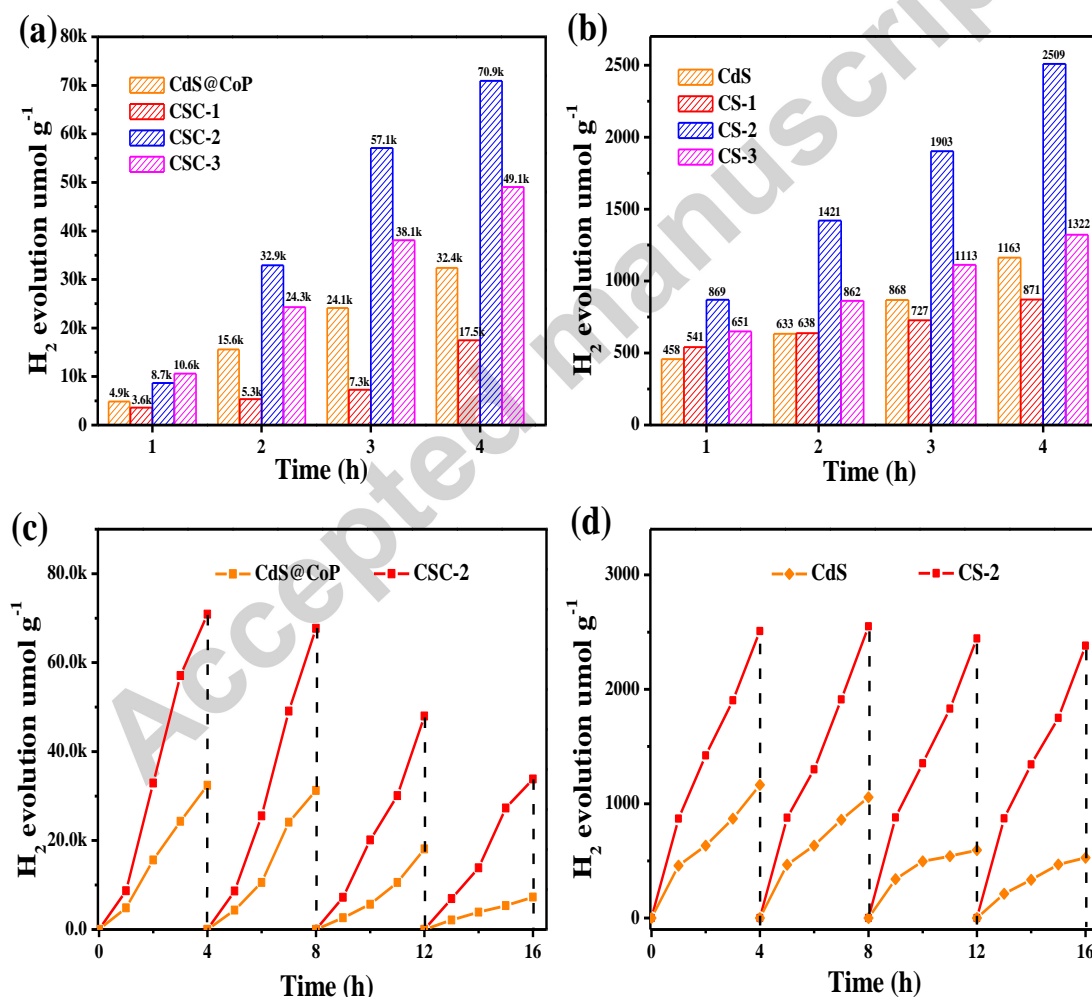 (a)
H2 evolution umol g-1
80k
70k
60k
50k
40k
30k
20k
10k
0
CdS@CoP
CSC-1
CSC-2
CSC-3
4.9k
3.6k
8.7k
10.6k
15.6k
5.3k
32.9k
24.3k
24.1k
7.3k
57.1k
38.1k
32.4k
17.5k
70.9k
49.1k
1 2 3 4
Time (h)
(b)
H2 evolution umol g-1
2500
2000
1500
1000
500
0
CdS
CS-1
CS-2
CS-3
458
541
869
651
633
638
1421
862
868
727
1903
1113
1163
871
2509
1322
1 2 3 4
Time (h)
(c)
H2 evolution umol g-1
80.0k
60.0k
40.0k
20.0k
0.0
CdS@CoP CSC-2
0 4 8 12 16
Time (h)
(d)
H2 evolution umol g-1
3000
2000
1000
0
CdS CS-2
0 4 8 12 16
Time (h)
Accepted manuscript